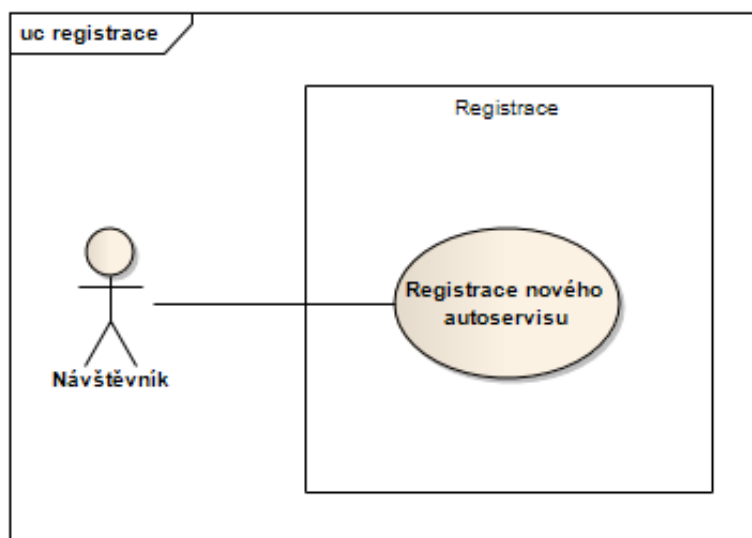 uc registrace
Registrace
Registrace nového
autoservisu
Návštěvník